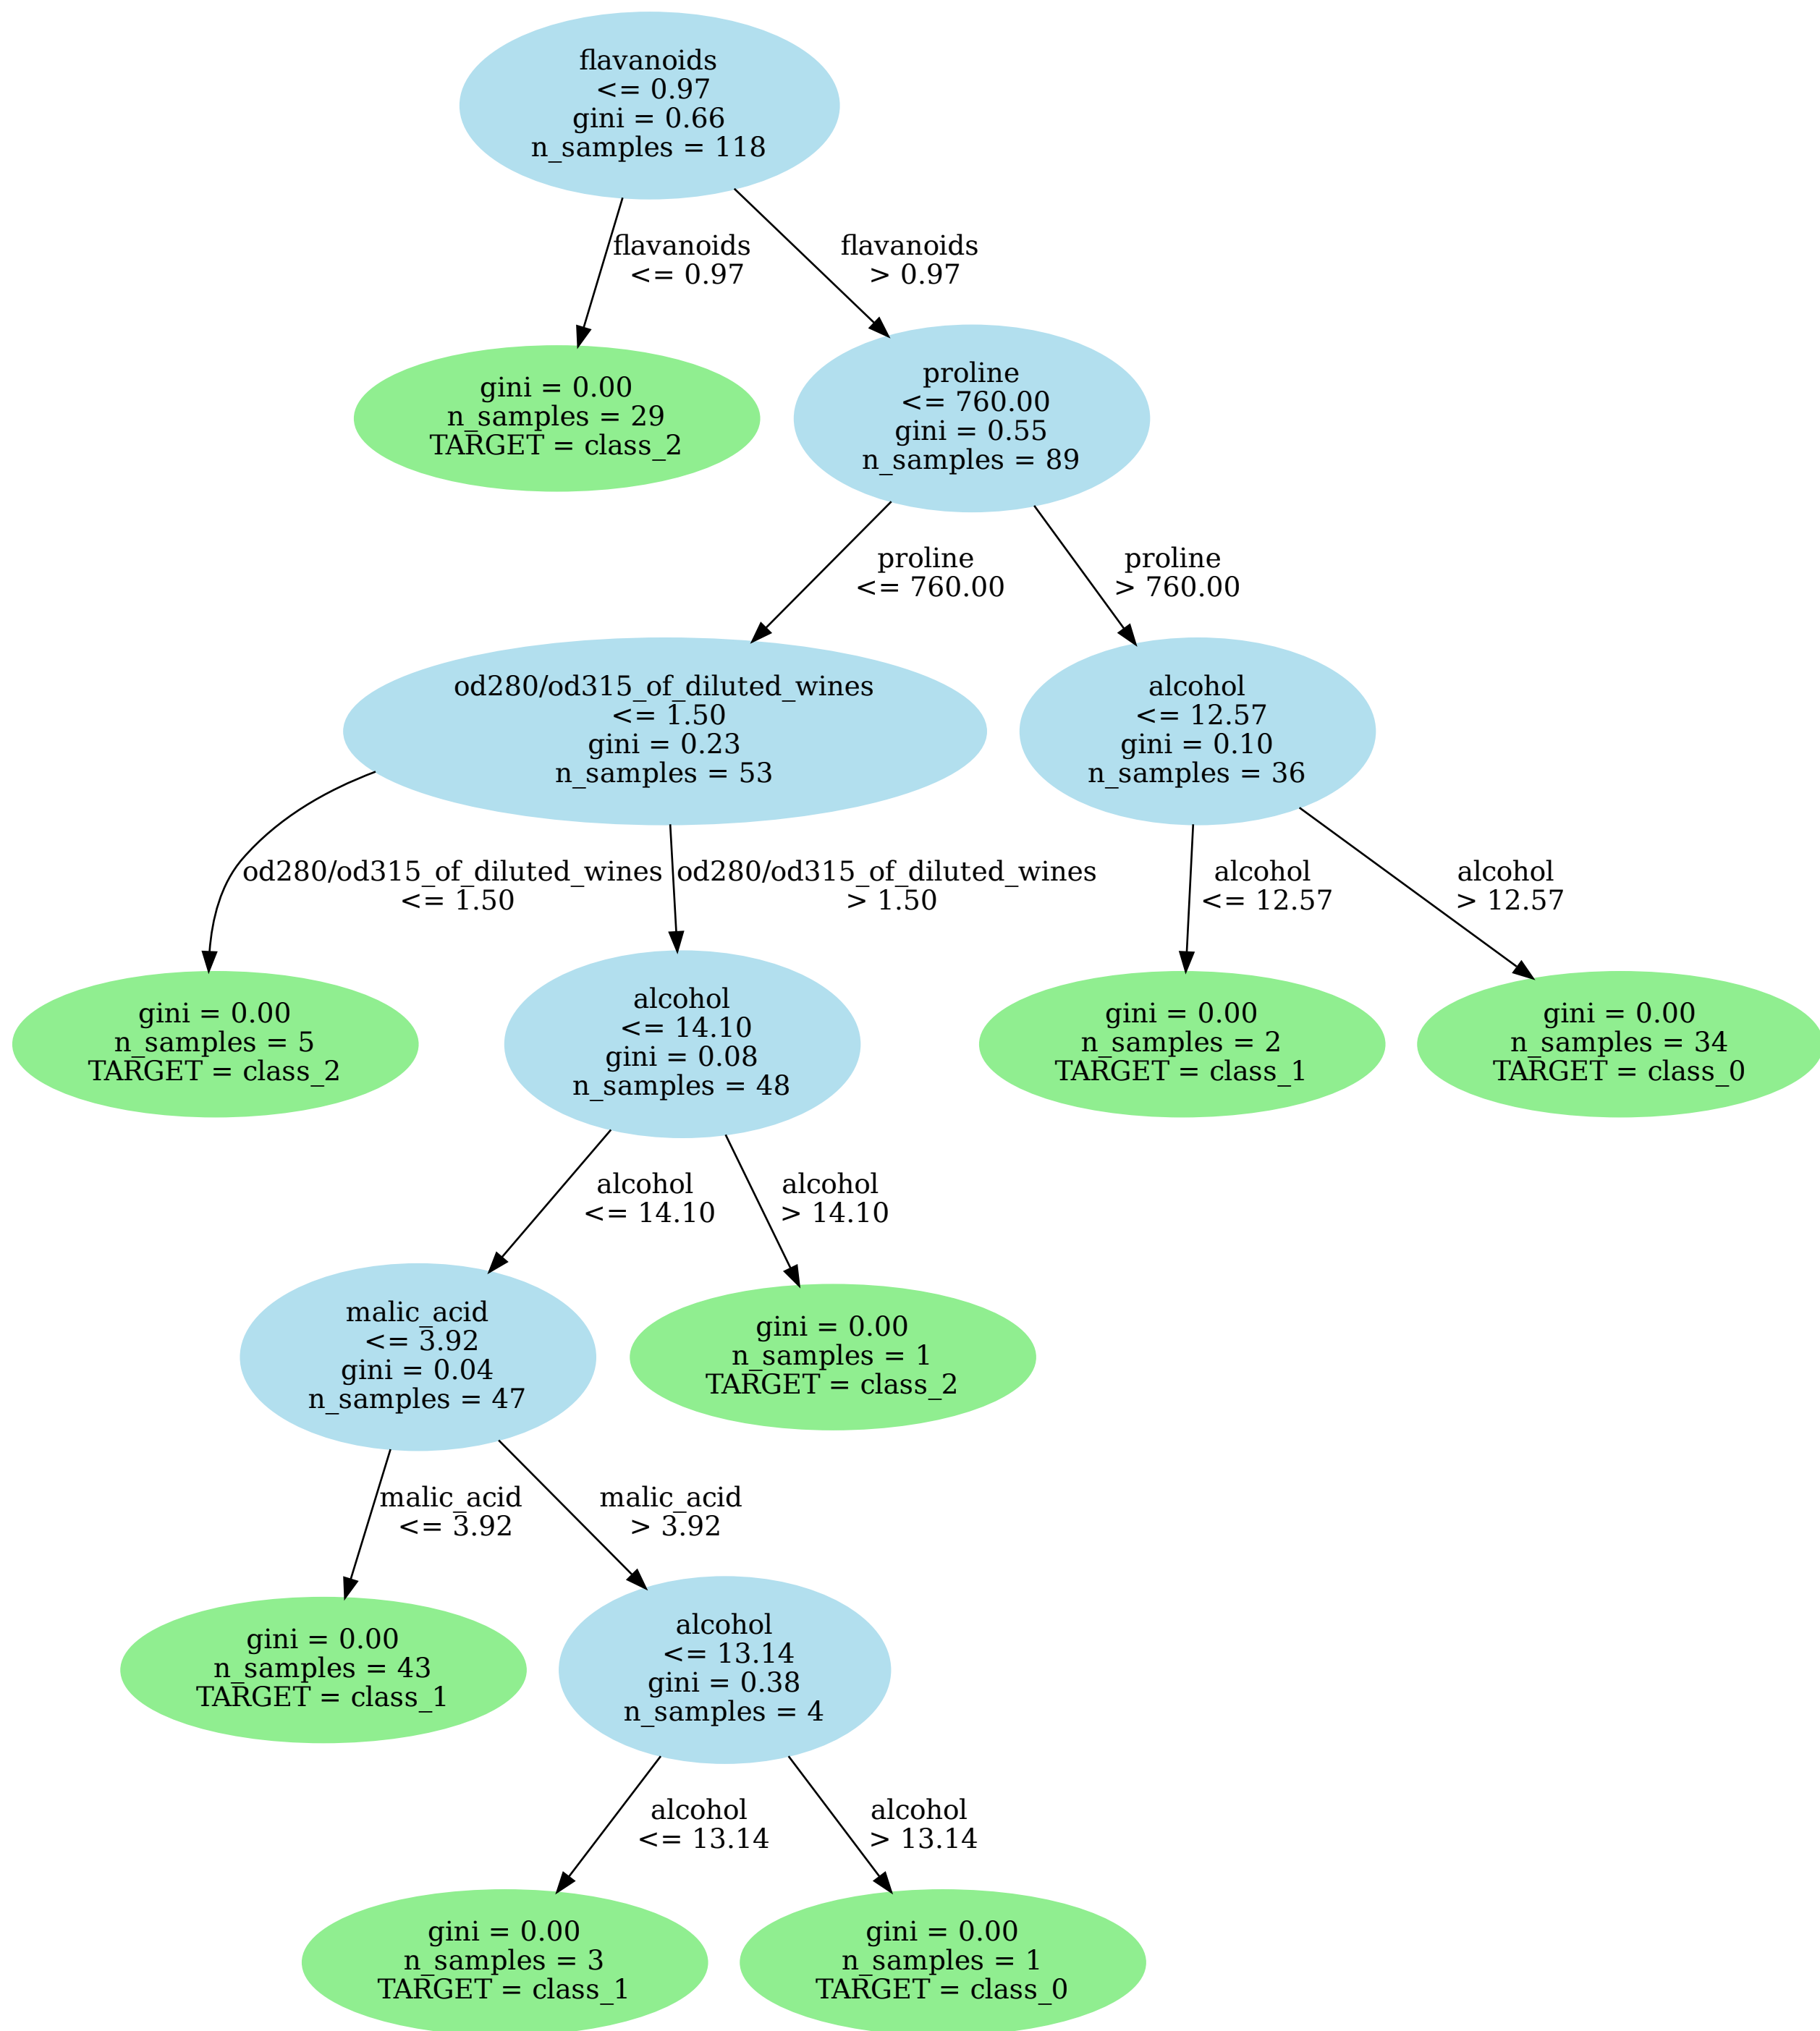 flavanoids
<= 0.97
gini = 0.66
n_samples = 118
flavanoids
<= 0.97
flavanoids
> 0.97
gini = 0.00
n_samples = 29
TARGET = class_2
proline
<= 760.00
gini = 0.55
n_samples = 89
proline
<= 760.00
proline
> 760.00
od280/od315_of_diluted_wines
<= 1.50
gini = 0.23
n_samples = 53
alcohol
<= 12.57
gini = 0.10
n_samples = 36
od280/od315_of_diluted_wines
<= 1.50
od280/od315_of_diluted_wines
> 1.50
alcohol
<= 12.57
alcohol
> 12.57
gini = 0.00
n_samples = 5
TARGET = class_2
alcohol
<= 14.10
gini = 0.08
n_samples = 48
gini = 0.00
n_samples = 2
TARGET = class_1
gini = 0.00
n_samples = 34
TARGET = class_0
alcohol
<= 14.10
alcohol
> 14.10
malic_acid
<= 3.92
gini = 0.04
n_samples = 47
gini = 0.00
n_samples = 1
TARGET = class_2
malic_acid
<= 3.92
malic_acid
> 3.92
gini = 0.00
n_samples = 43
TARGET = class_1
alcohol
<= 13.14
gini = 0.38
n_samples = 4
alcohol
<= 13.14
alcohol
> 13.14
gini = 0.00
n_samples = 3
TARGET = class_1
gini = 0.00
n_samples = 1
TARGET = class_0